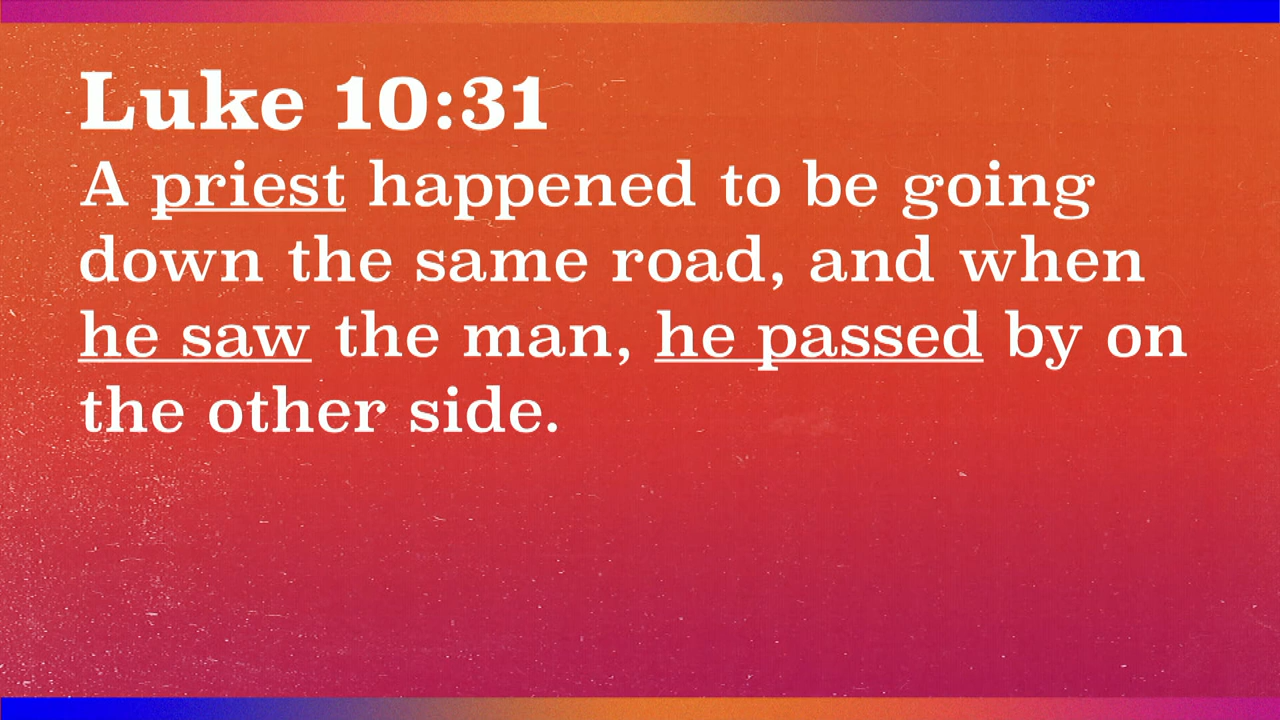 Luke 10:31
A priest happened to be going
down the same road, and when
he saw the man, he passed by on
the other side.